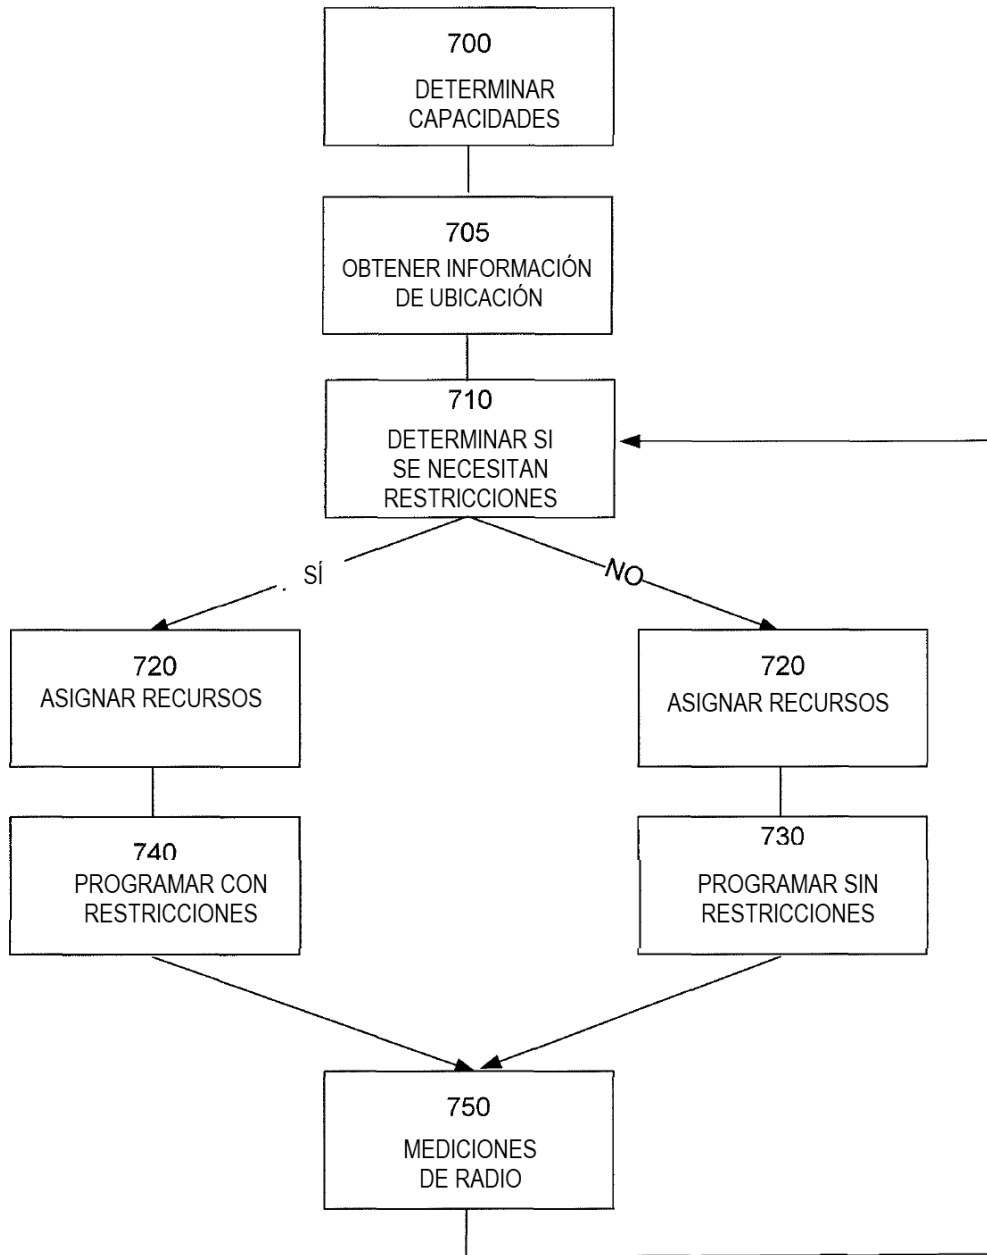 700
DETERMINAR
CAPACIDADES
705
OBTENER INFORMACIÓN
DE UBICACIÓN
710
DETERMINAR SI
SE NECESITAN
RESTRICCIONES
SÍ
NO
720
ASIGNAR RECURSOS
720
ASIGNAR RECURSOS
740
PROGRAMAR CON
RESTRICCIONES
730
PROGRAMAR SIN
RESTRICCIONES
750
MEDICIONES
DE RADIO